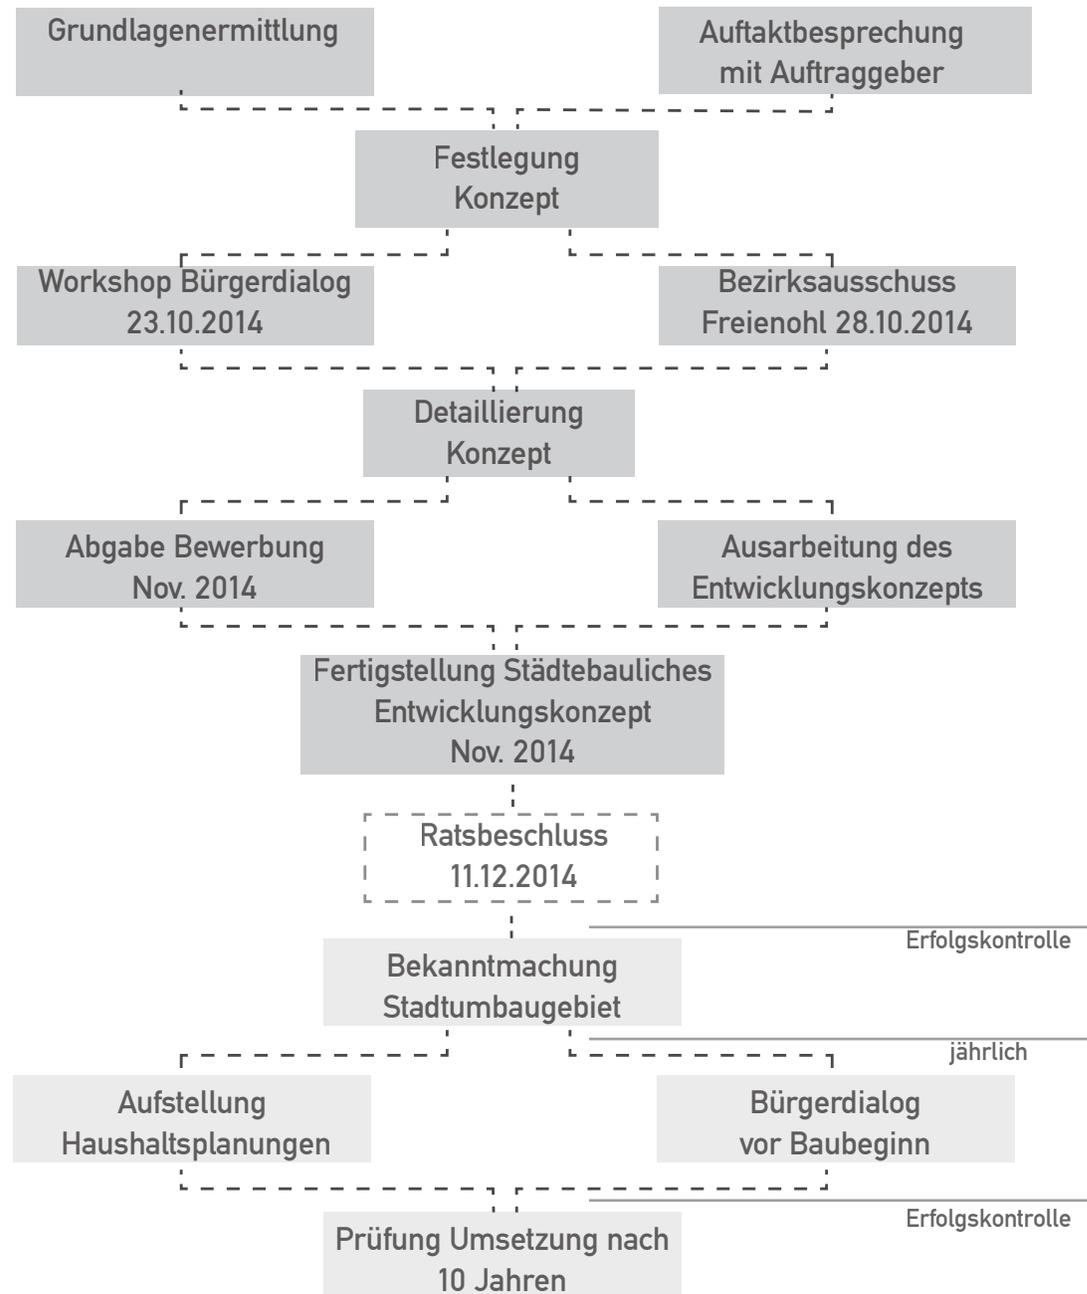 Grundlagenermittlung
Auftaktbesprechung
mit Auftraggeber
Festlegung
Konzept
Workshop Bürgerdialog
23.10.2014
Bezirksausschuss
Freienohl 28.10.2014
Detaillierung
Konzept
Abgabe Bewerbung
Nov. 2014
Ausarbeitung des
Entwicklungskonzepts
Fertigstellung Städtebauliches
Entwicklungskonzept
Nov. 2014
Ratsbeschluss
11.12.2014
Erfolgskontrolle
Bekanntmachung
Stadtumbaugebiet
jährlich
Aufstellung
Haushaltsplanungen
Bürgerdialog
vor Baubeginn
Erfolgskontrolle
Prüfung Umsetzung nach
10 Jahren